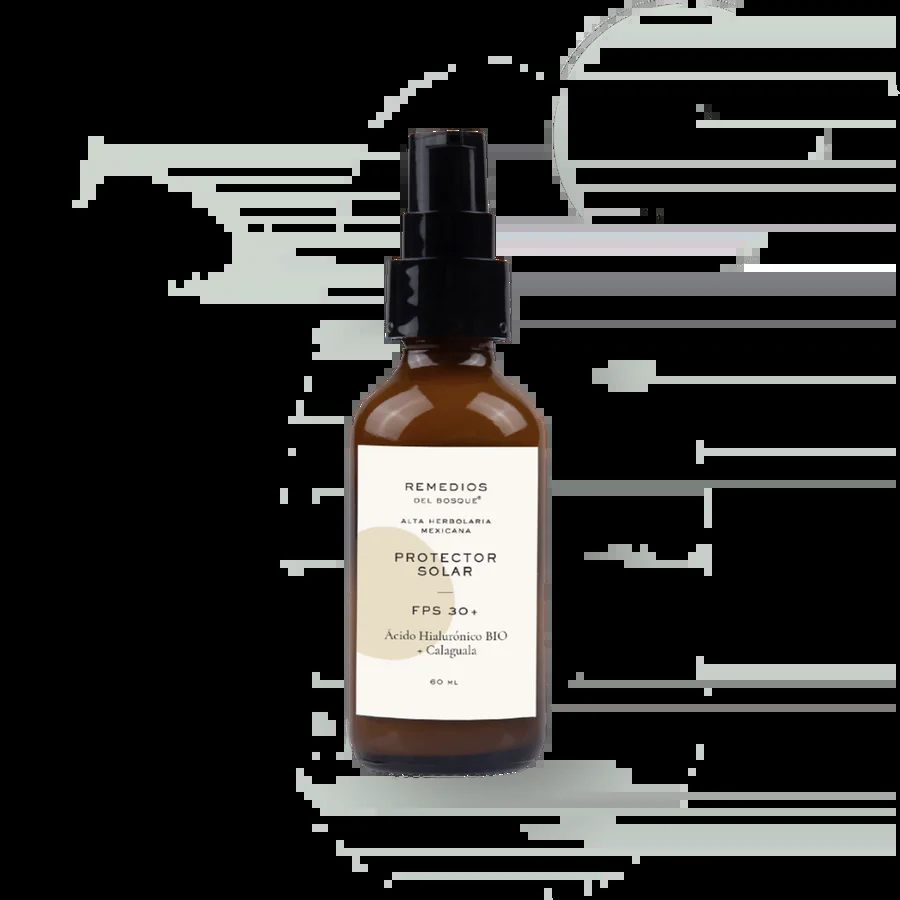 REMEDIOS
DEL BOSQUE®
ALTA HERBOLARIA
MEXICANA
PROTECTOR
SOLAR
FPS 30+
Ácido Hialurónico BIO
+ Calaguala
60 ML